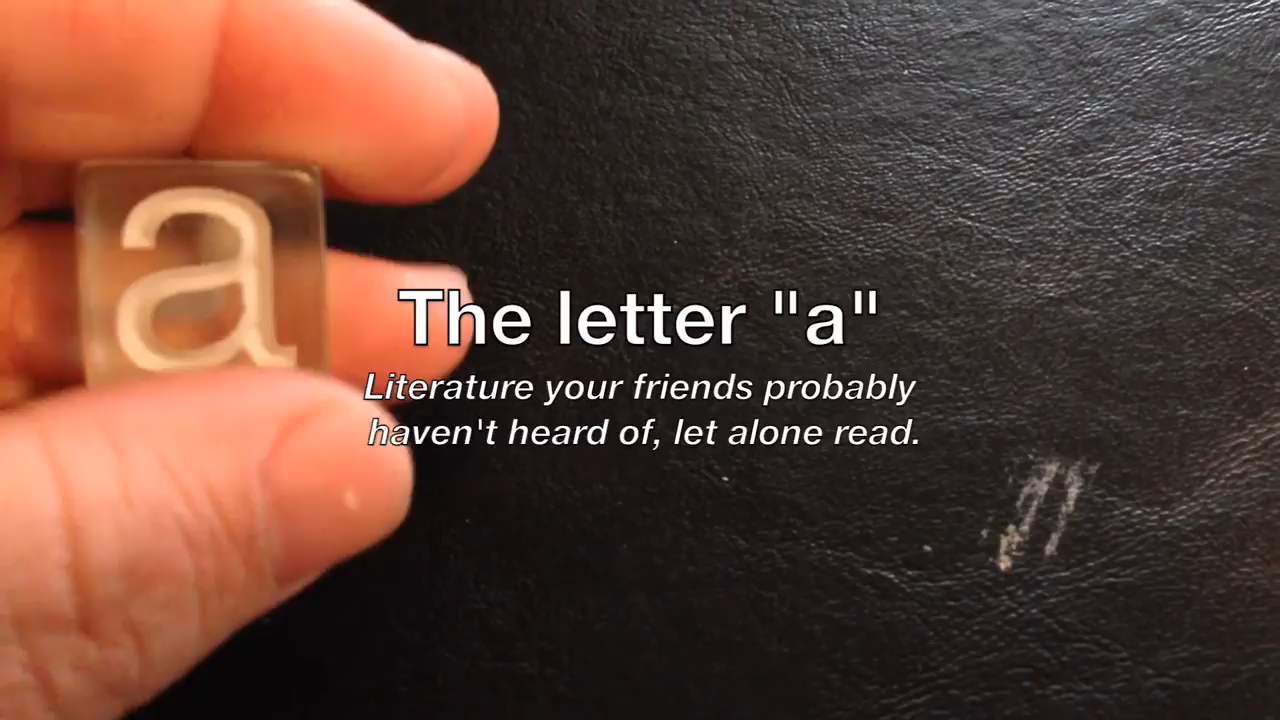 a
The letter "a"
Literature your friends probably
haven't heard of, let alone read.